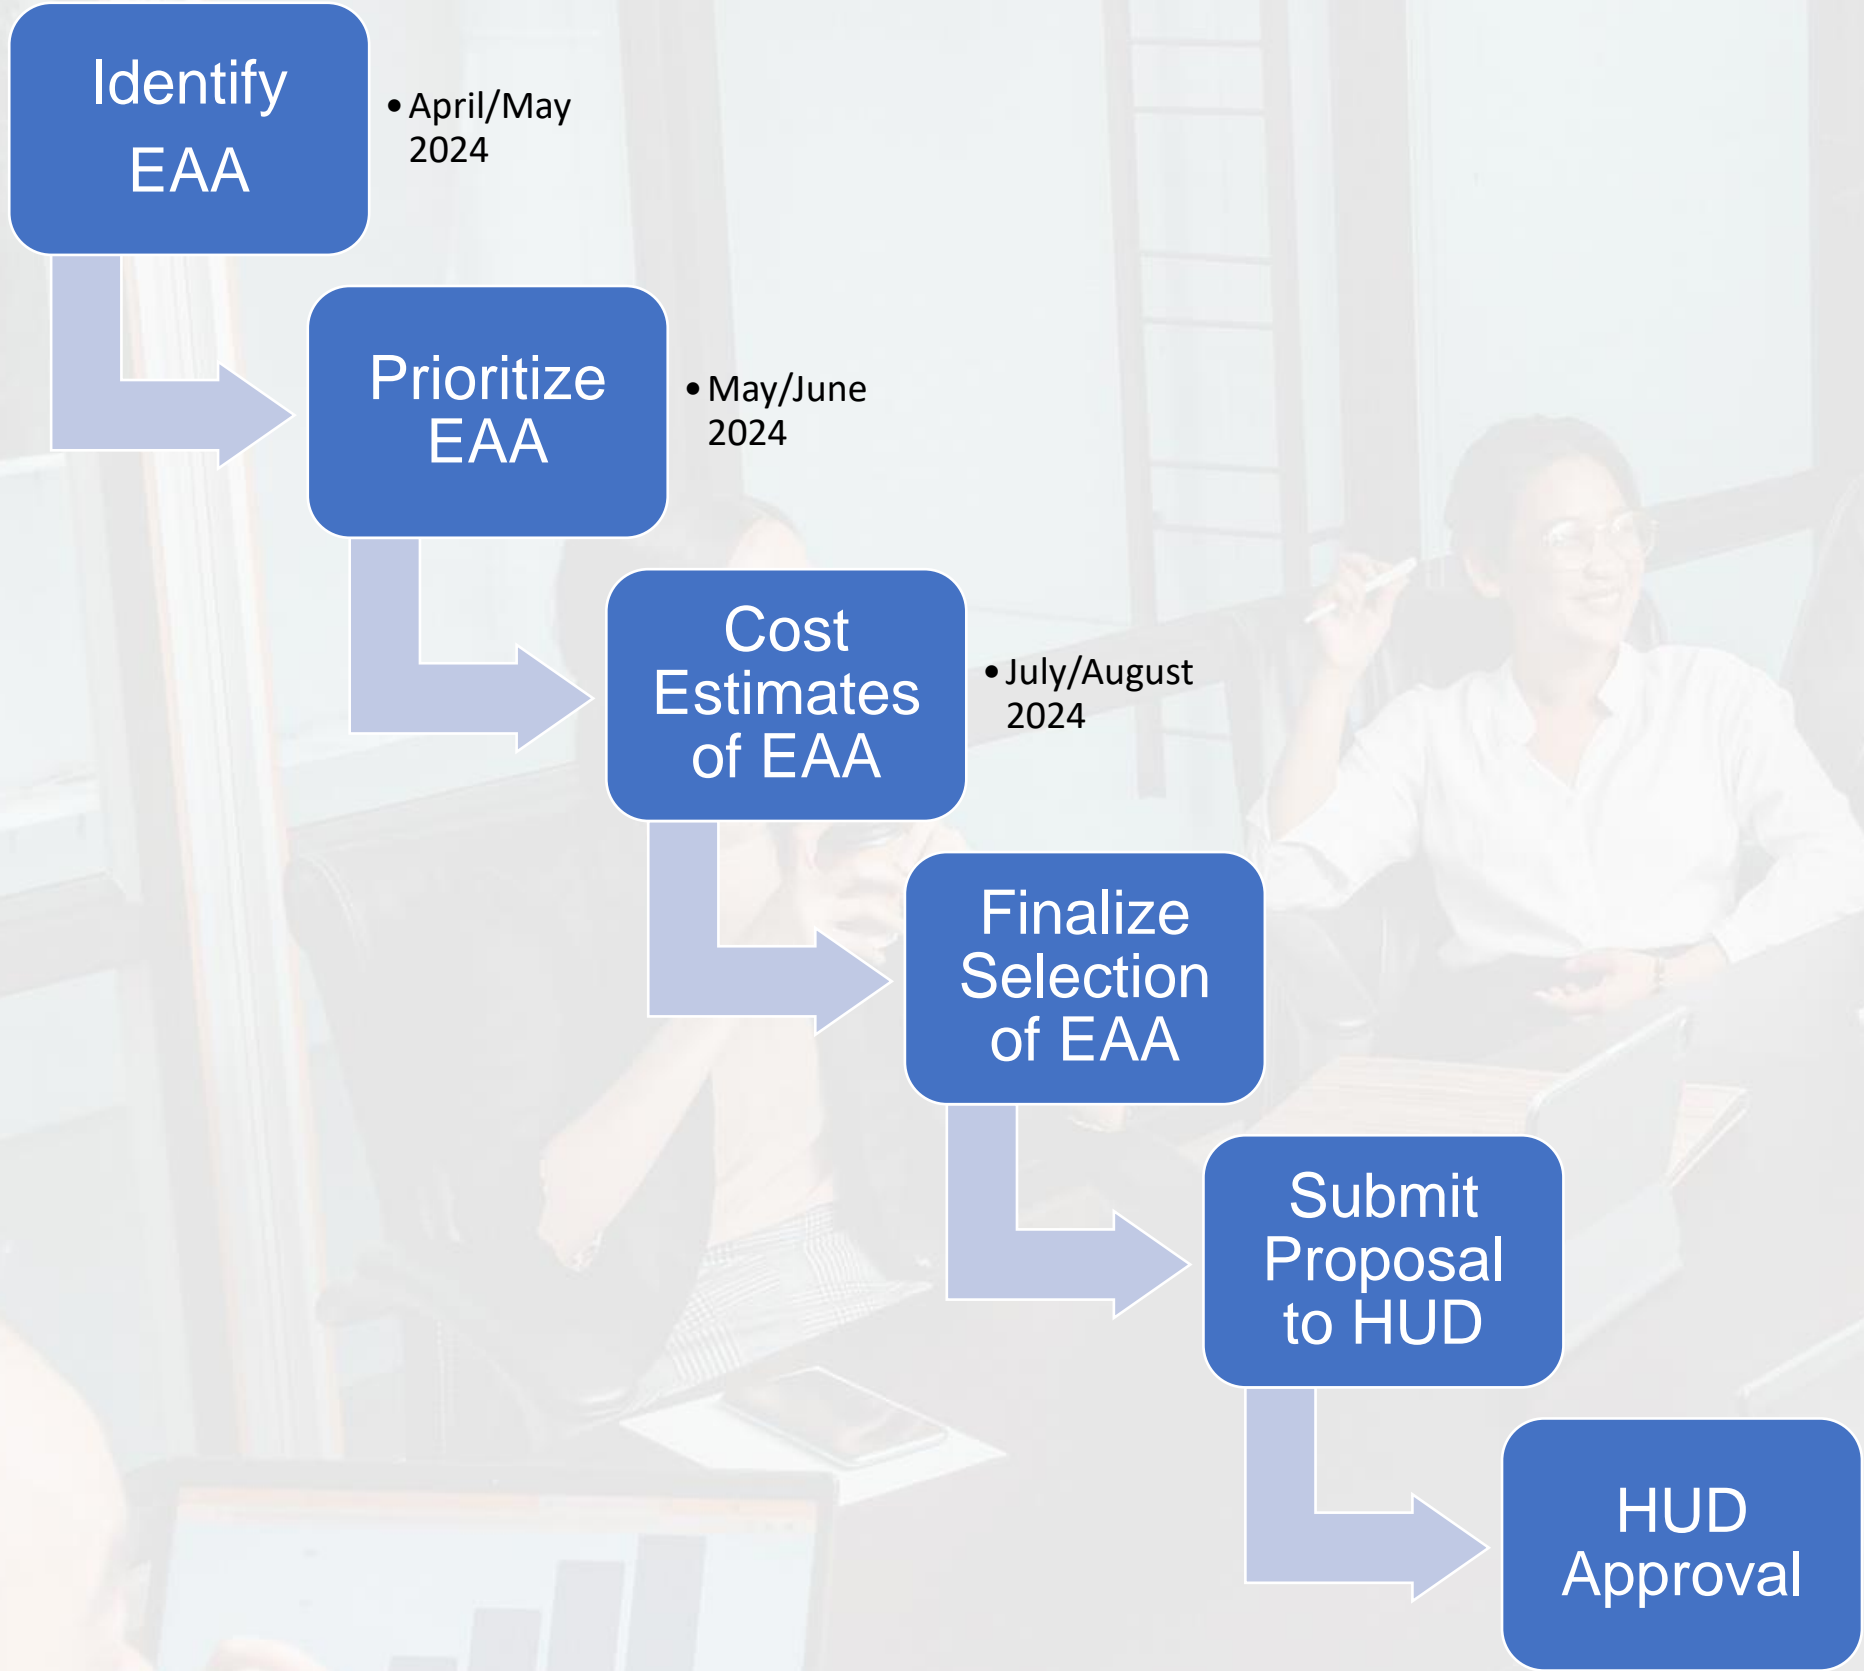 Identify
EAA
• April/May
2024
Prioritize
EAA
• May/June
2024
Cost
Estimates
of EAA
• July/August
2024
Finalize
Selection
of EAA
Submit
Proposal
to HUD
HUD
Approval